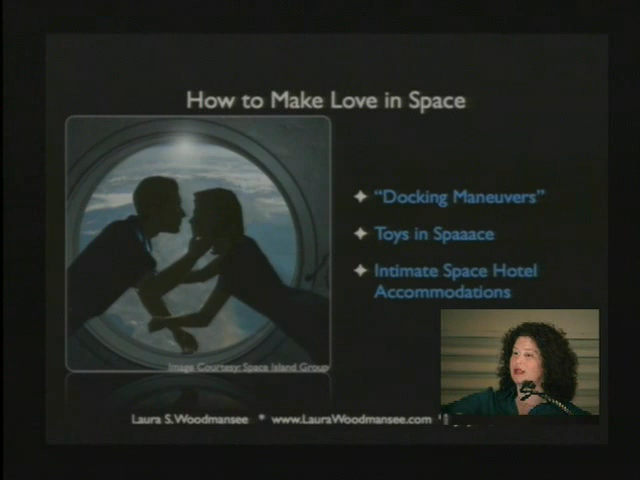 How to Make Love in Space
“Docking Maneuvers”
Toys in Spaaace
Intimate Space Hotel
Accommodations
Image Courtesy: Space Island Group
Laura S. Woodmansee * www.LauraWoodmansee.com